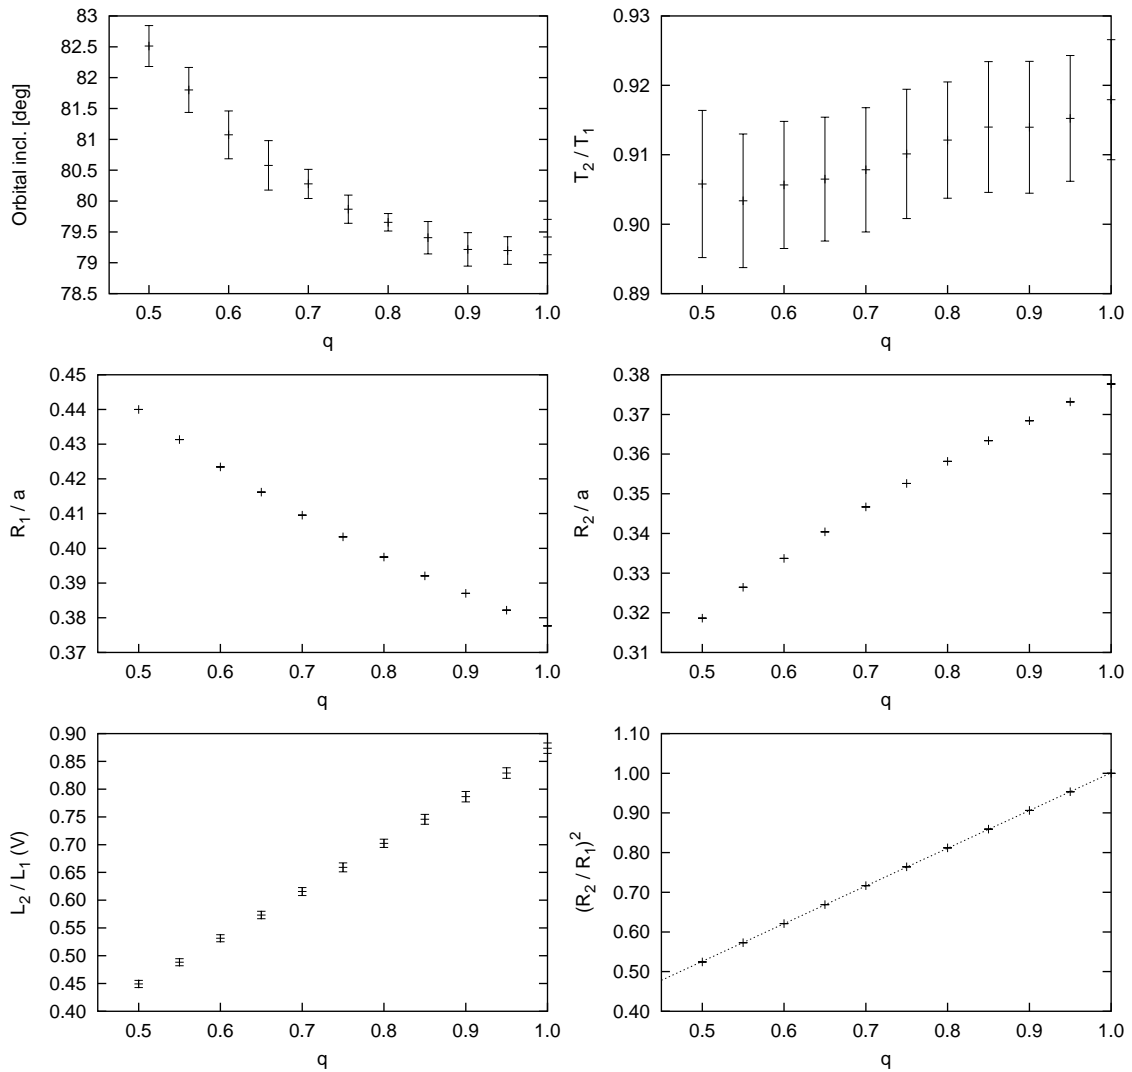 83
82.5
82
81.5
81
80.5
80
79.5
79
78.5
Orbital incl. [deg]
0.5 0.6 0.7 0.8 0.9 1.0
q
0.93
0.92
0.91
0.90
0.89
T2 / T1
0.5 0.6 0.7 0.8 0.9 1.0
q
0.45
0.44
0.43
0.42
0.41
0.40
0.39
0.38
0.37
R1 / a
0.5 0.6 0.7 0.8 0.9 1.0
q
0.38
0.37
0.36
0.35
0.34
0.33
0.32
0.31
R2 / a
0.5 0.6 0.7 0.8 0.9 1.0
q
0.90
0.85
0.80
0.75
0.70
0.65
0.60
0.55
0.50
0.45
0.40
L2 / L1 (V)
0.5 0.6 0.7 0.8 0.9 1.0
q
1.10
1.00
0.90
0.80
0.70
0.60
0.50
0.40
(R2 / R1)2
0.5 0.6 0.7 0.8 0.9 1.0
q